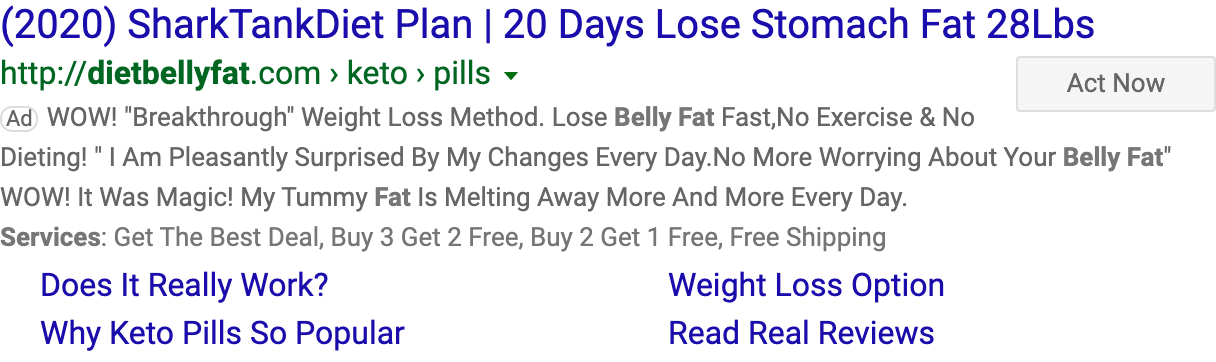 (2020) SharkTankDiet Plan | 20 Days Lose Stomach Fat 28Lbs
http://dietbellyfat.com › keto › pills
Act Now
Ad WOW! "Breakthrough" Weight Loss Method. Lose Belly Fat Fast,No Exercise & No
Dieting! " I Am Pleasantly Surprised By My Changes Every Day.No More Worrying About Your Belly Fat"
WOW! It Was Magic! My Tummy Fat Is Melting Away More And More Every Day.
Services: Get The Best Deal, Buy 3 Get 2 Free, Buy 2 Get 1 Free, Free Shipping
Does It Really Work?
Weight Loss Option
Why Keto Pills So Popular
Read Real Reviews